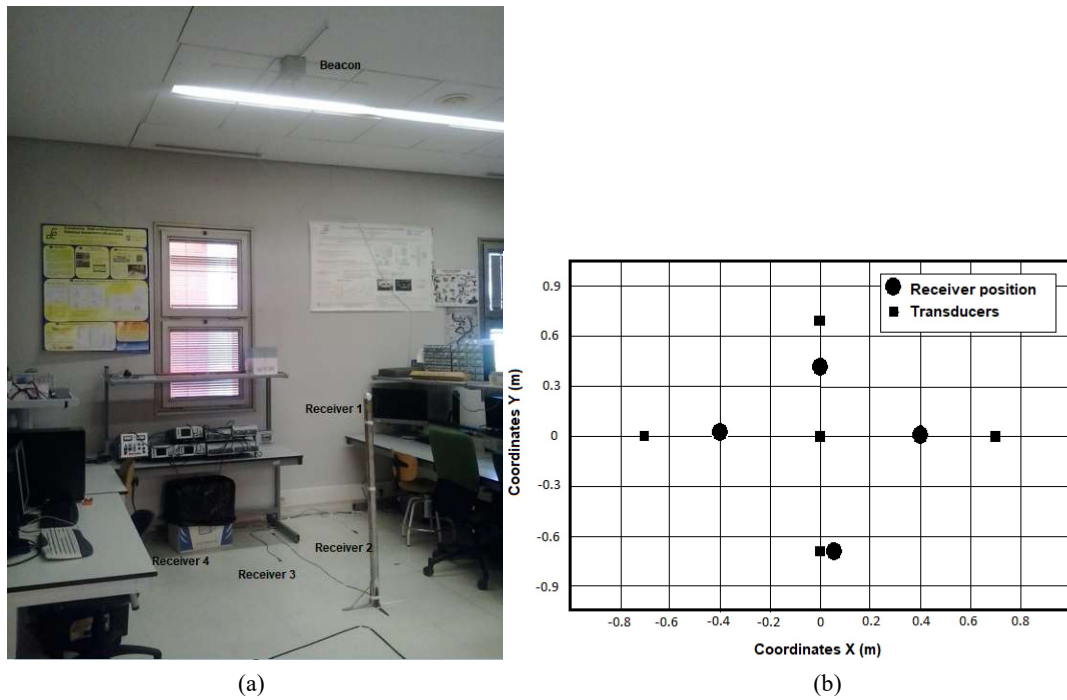 Beacon
Receiver 1
Receiver 2
Receiver 4
Receiver 3
(a)
Receiver position
Transducers
Coordinates Y (m)
0.9
0.6
0.3
0
-0.3
-0.6
-0.9
-0.8 -0.6 -0.4 -0.2 0 0.2 0.4 0.6 0.8
Coordinates X (m)
(b)